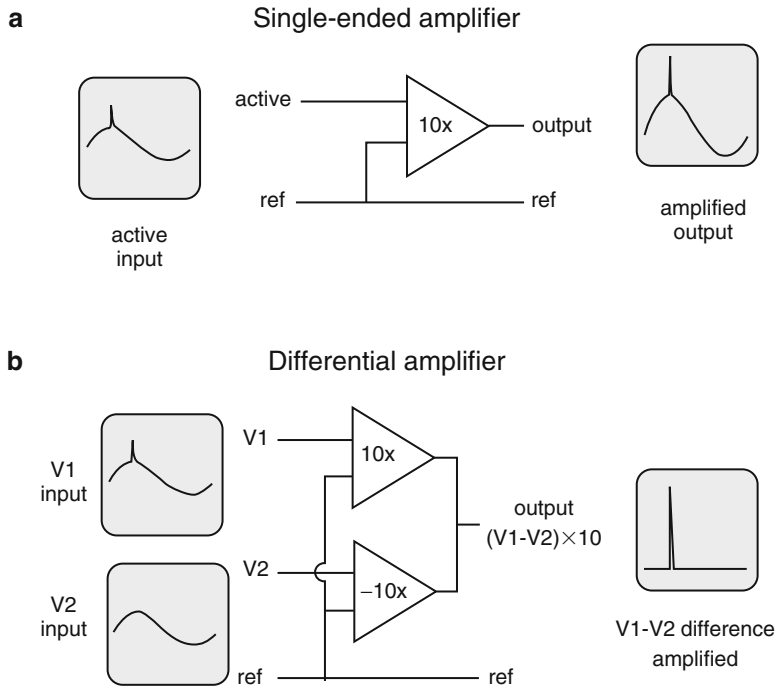 a
Single-ended amplifier
active
input
active
10x
output
ref
ref
amplified
output
b
Differential amplifier
V1
input
V1
10x
output
(V1-V2)×10
V2
input
V2
−10x
ref
ref
V1-V2 difference
amplified